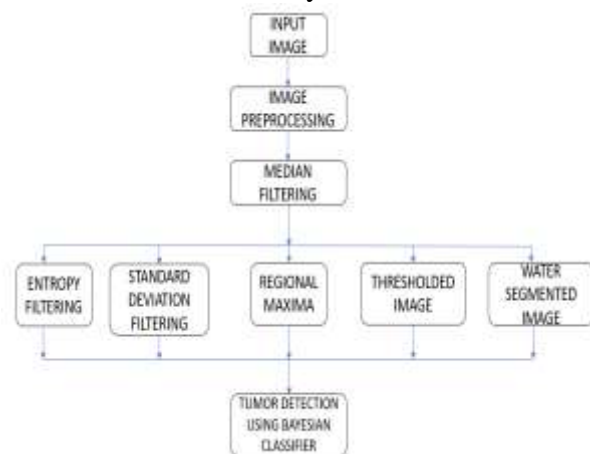 INPUT
IMAGE
IMAGE
PREPROCESSING
MEDIAN
FILTERING
ENTROPY
FILTERING
STANDARD
DEVIATION
FILTERING
REGIONAL
MAXIMA
THRESHOLDED
IMAGE
WATER
SEGMENTED
IMAGE
TUMOR DETECTION
USING BAYESIAN
CLASSIFIER